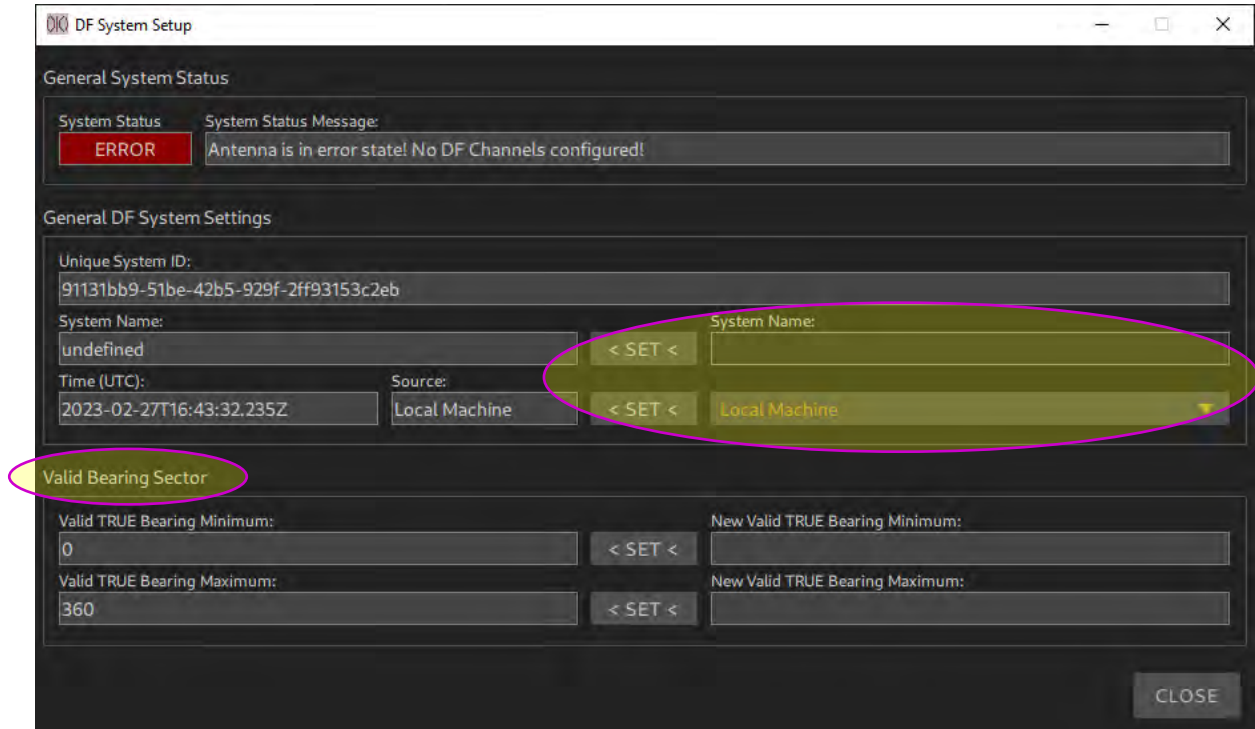 DF System Setup
General System Status
System Status System Status Message:
ERROR Antenna is in error state! No DF Channels configured!
General DF System Settings
Unique System ID:
91131bb9-51be-42b5-929f-2ff93153c2eb
System Name: System Name:
undefined < SET <
Time (UTC): Source:
2023-02-27T16:43:32.235Z Local Machine < SET < Local Machine
Valid Bearing Sector
Valid TRUE Bearing Minimum: New Valid TRUE Bearing Minimum:
0 < SET <
Valid TRUE Bearing Maximum: New Valid TRUE Bearing Maximum:
360 < SET <
CLOSE